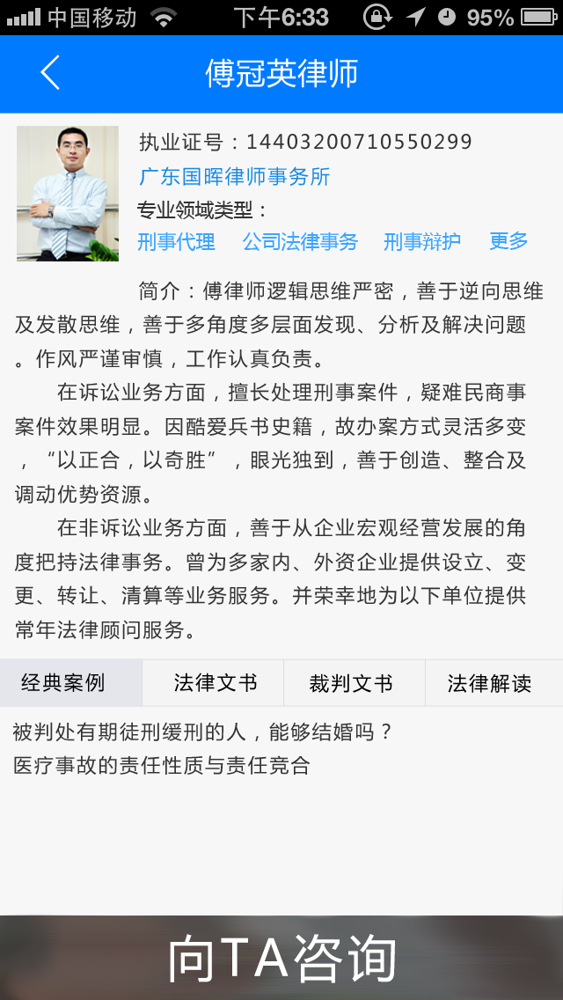 中国移动 下午6:33 95%
傅冠英律师
执业证号：14403200710550299
广东国晖律师事务所
专业领域类型：
刑事代理 公司法律事务 刑事辩护 更多
简介：傅律师逻辑思维严密，善于逆向思维
及发散思维，善于多角度多层面发现、分析及解决问题
。作风严谨审慎，工作认真负责。
在诉讼业务方面，擅长处理刑事案件，疑难民商事
案件效果明显。因酷爱兵书史籍，故办案方式灵活多变
，“以正合，以奇胜”，眼光独到，善于创造、整合及
调动优势资源。
在非诉讼业务方面，善于从企业宏观经营发展的角
度把持法律事务。曾为多家内、外资企业提供设立、变
更、转让、清算等业务服务。并荣幸地为以下单位提供
常年法律顾问服务。
经典案例 法律文书 裁判文书 法律解读
被判处有期徒刑缓刑的人，能够结婚吗？
医疗事故的责任性质与责任竞合
向TA咨询